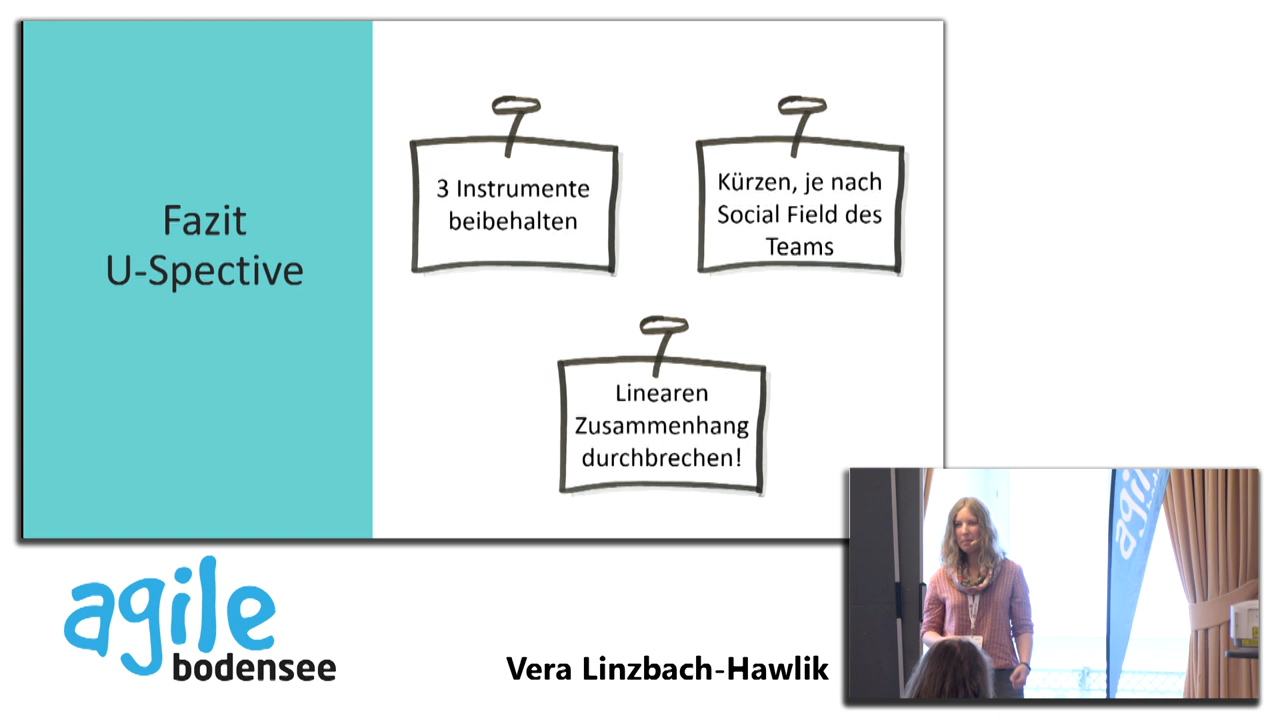 Fazit
U-Spective
3 Instrumente
beibehalten
Kürzen, je nach
Social Field des
Teams
Linearen
Zusammenhang
durchbrechen!
agile
bodensee
Vera Linzbach-Hawlik
agile